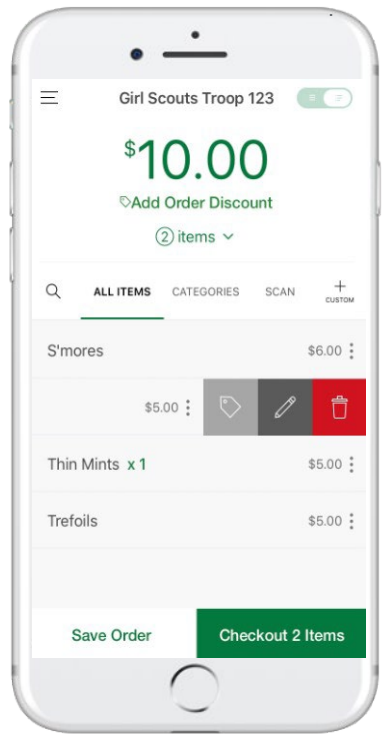 Girl Scouts Troop 123
$10.00
Add Order Discount
2 items
ALL ITEMS CATEGORIES SCAN + CUSTOM
S'mores $6.00
$5.00
Thin Mints x 1 $5.00
Trefoils $5.00
Save Order Checkout 2 Items